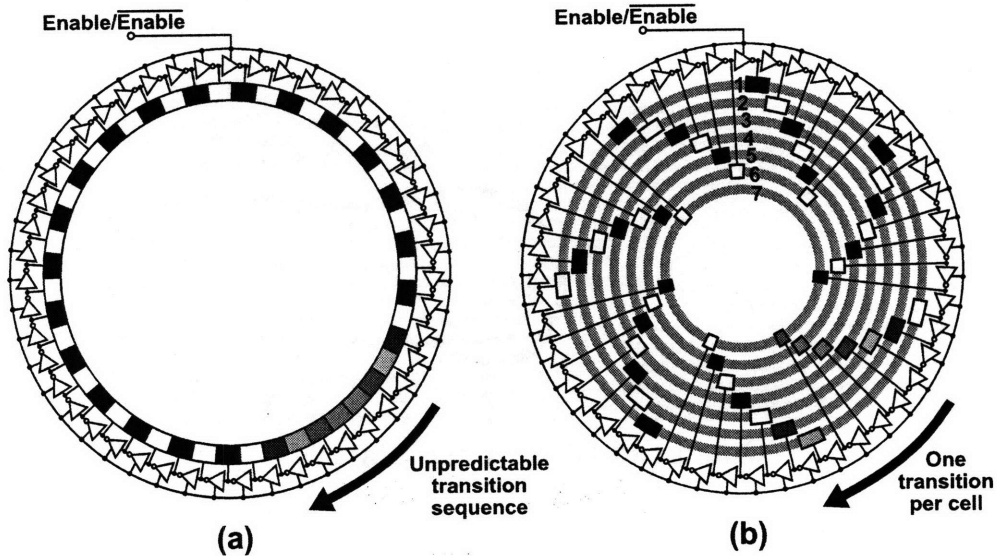 Enable/Enable
Enable/Enable
1
2
3
4
5
6
7
Unpredictable
transition
sequence
One
transition
per cell
(a)
(b)